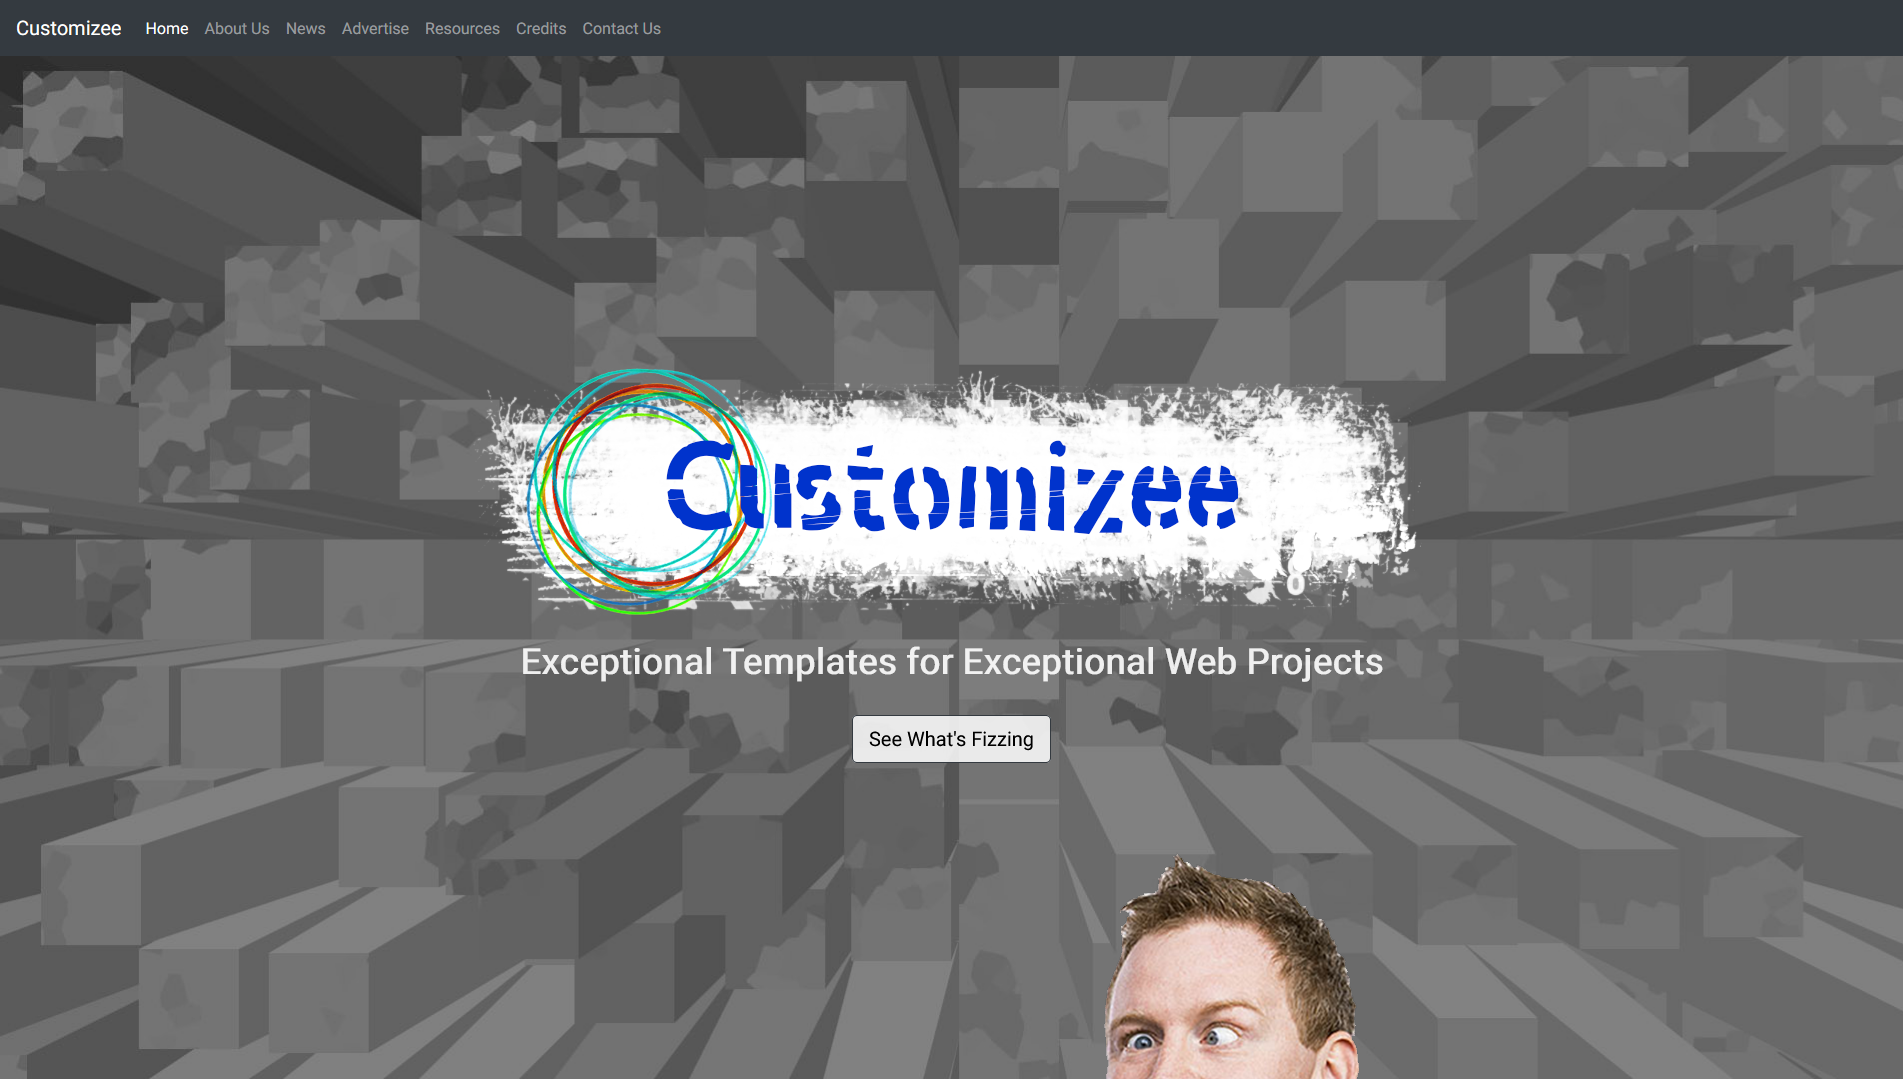 Customizee Home About Us News Advertise Resources Credits Contact Us
Customizee
Exceptional Templates for Exceptional Web Projects
See What's Fizzing